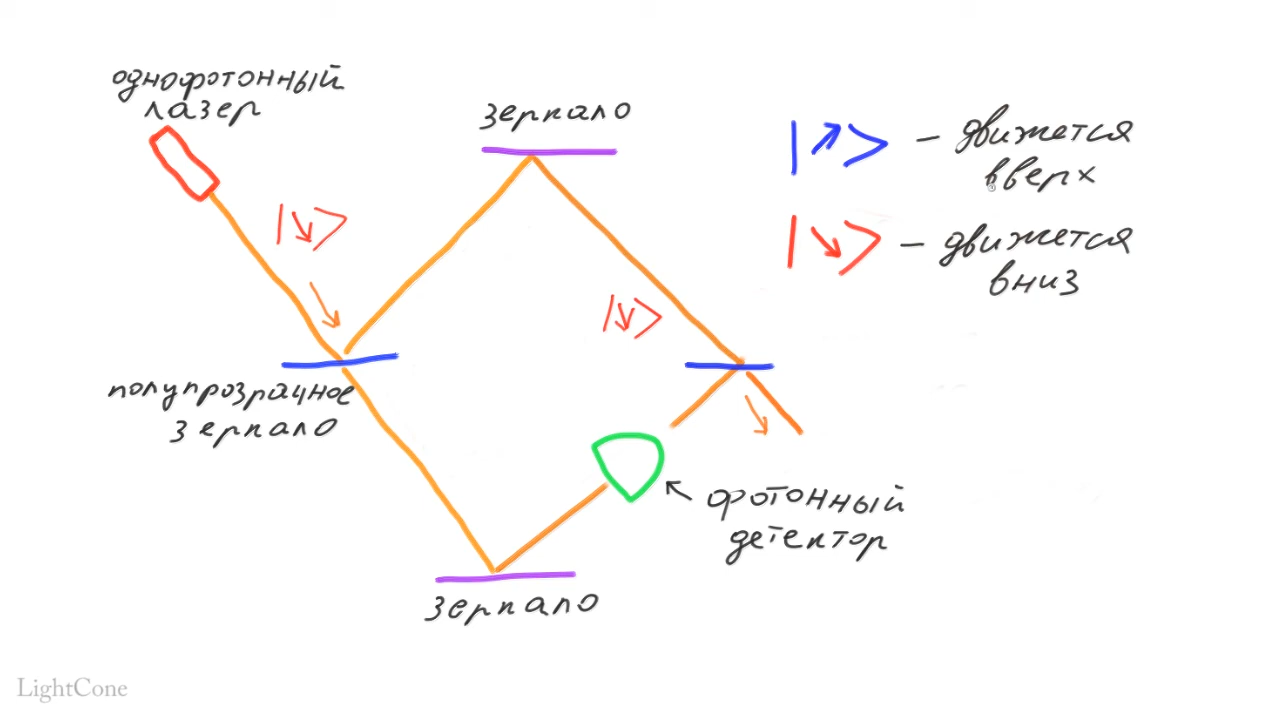 однофотонный
лазер
зеркало
|↗⟩ – движется
вверх
|↘⟩ – движется
вниз
|↘⟩
|↘⟩
полупрозрачное
зеркало
фотонный
детектор
зеркало
LightCone